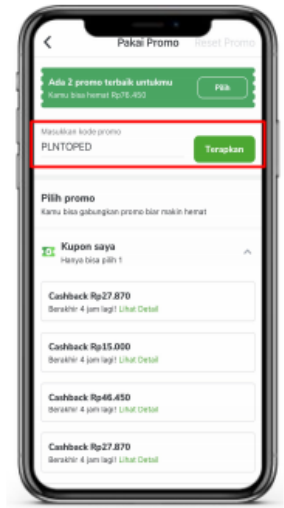 Pakai Promo
Reset Promo
Ada 2 promo terbaik untukmu
Kamu bisa hemat Rp76.450
Pilih
Masukkan kode promo
PLNTOPED
Terapkan
Pilih promo
Kamu bisa gabungkan promo biar makin hemat
Kupon saya
Hanya bisa pilih 1
Cashback Rp27.870
Berakhir 4 jam lagi! Lihat Detail
Cashback Rp15.000
Berakhir 4 jam lagi! Lihat Detail
Cashback Rp46.450
Berakhir 4 jam lagi! Lihat Detail
Cashback Rp27.870
Berakhir 4 jam lagi! Lihat Detail